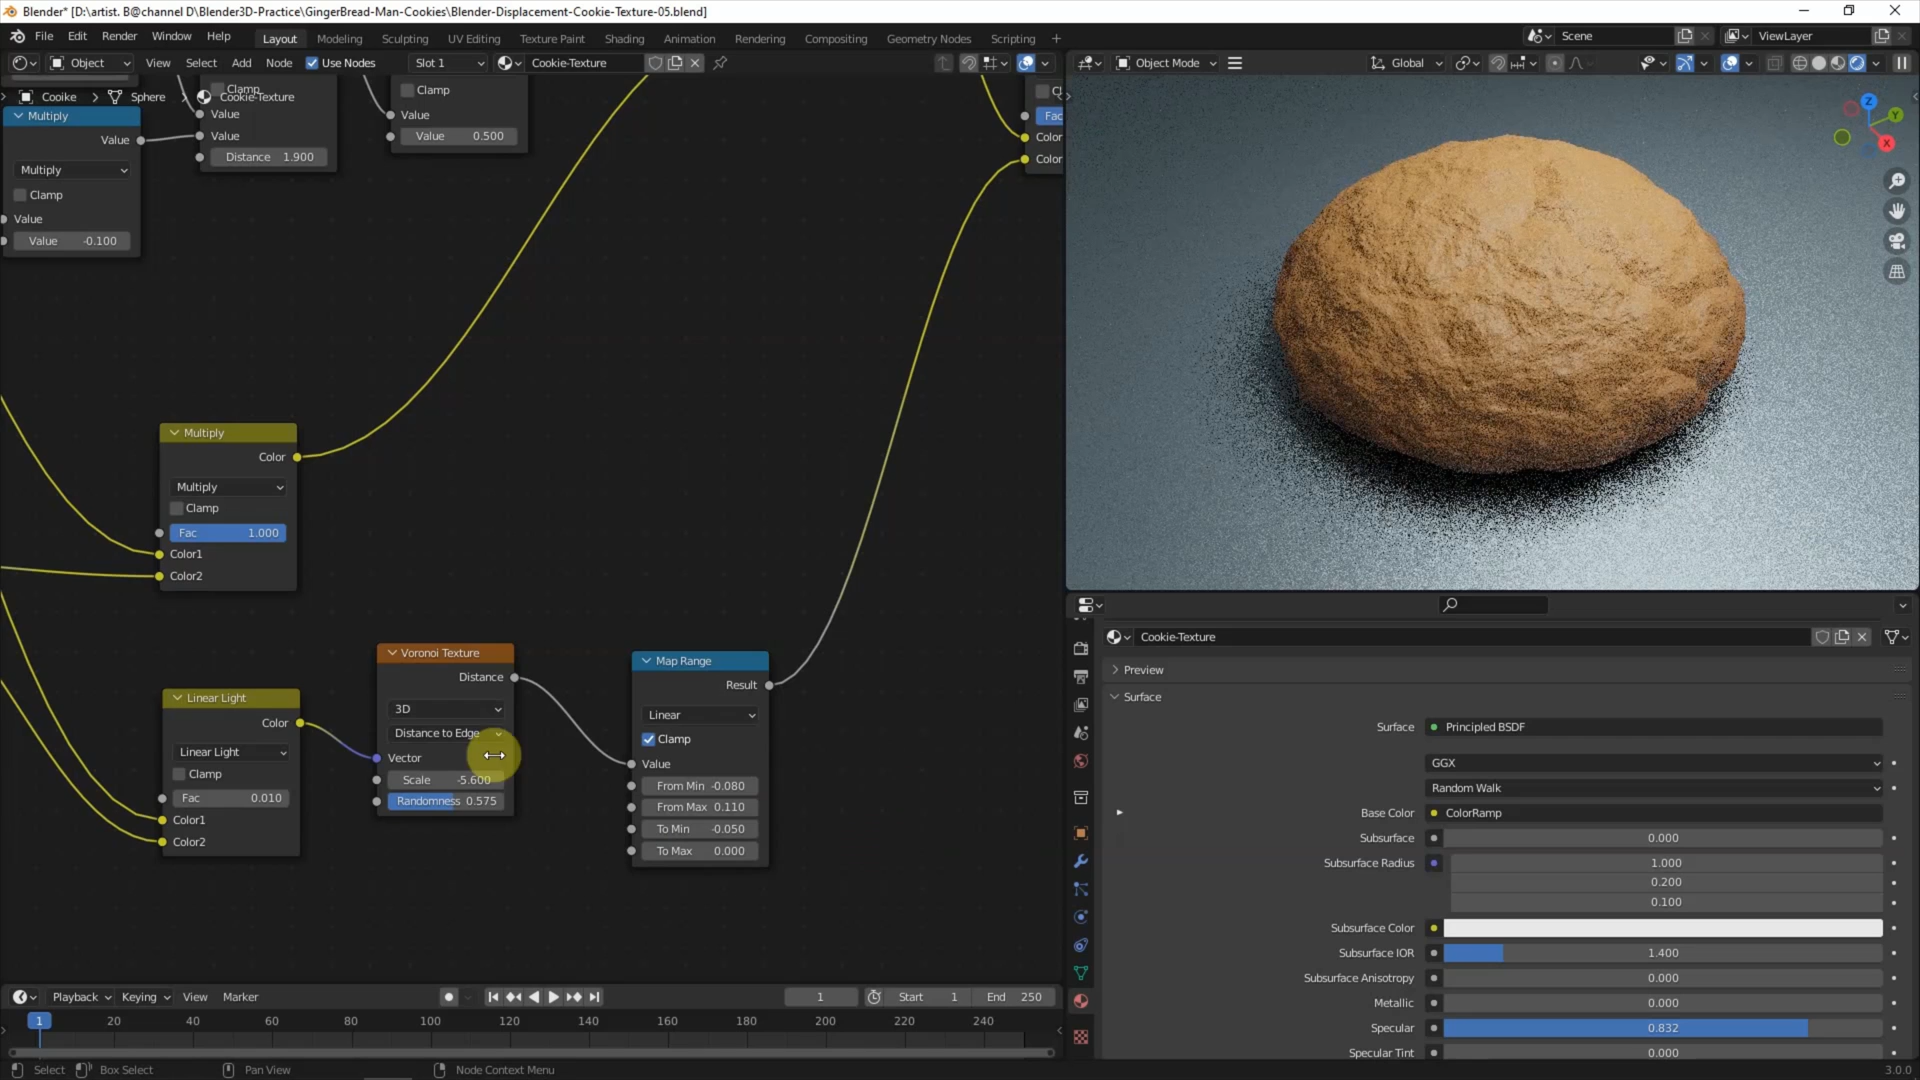 Blender* [D:\artist. B@channel D\Blender3D-Practice\GingerBread-Man-Cookies\Blender-Displacement-Cookie-Texture-05.blend]
File Edit Render Window Help Layout Modeling Sculpting UV Editing Texture Paint Shading Animation Rendering Compositing Geometry Nodes Scripting + Scene ViewLayer
Object View Select Add Node Use Nodes Slot 1 Cookie-Texture Object Mode Global
Cooike > Sphere > Cookie-Texture
Clamp
Clamp
Multiply
Value
Value
Value
Value
Value 0.500
Distance 1.900
Multiply
Clamp
Value
Value -0.100
Fac
Color
Color
Z
Y
X
Multiply
Color
Multiply
Clamp
Fac 1.000
Color1
Color2
Linear Light
Color
Linear Light
Clamp
Fac 0.010
Color1
Color2
Voronoi Texture
Distance
3D
Distance to Edge
Vector
Scale -5.600
Randomness 0.575
Map Range
Result
Linear
Clamp
Value
From Min -0.080
From Max 0.110
To Min -0.050
To Max 0.000
Cookie-Texture
Preview
Surface
Surface Principled BSDF
GGX
Random Walk
Base Color ColorRamp
Subsurface 0.000
Subsurface Radius 1.000
0.200
0.100
Subsurface Color
Subsurface IOR 1.400
Subsurface Anisotropy 0.000
Metallic 0.000
Specular 0.832
Specular Tint 0.000
Playback Keying View Marker 1 Start 1 End 250
1 20 40 60 80 100 120 140 160 180 200 220 240
Select Box Select Pan View Node Context Menu 3.0.0